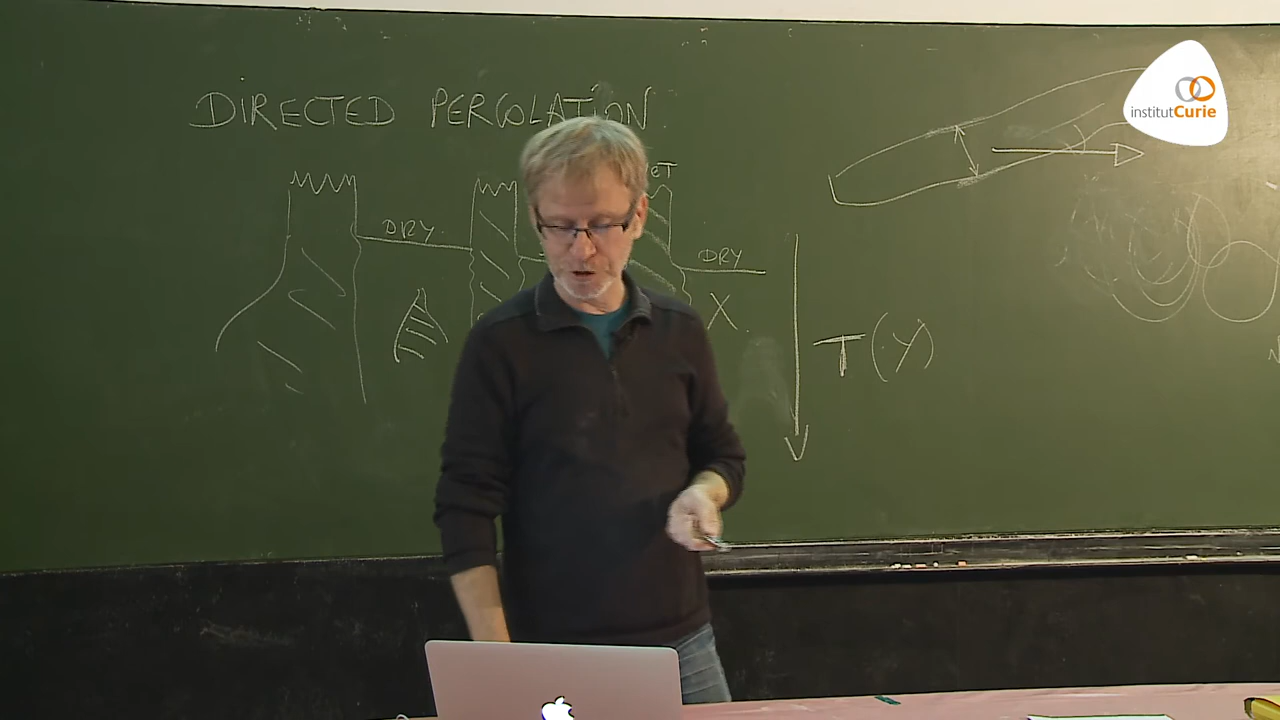 DIRECTED PERCOLATION
DRY
DRY
X
T(Y)
institutCurie